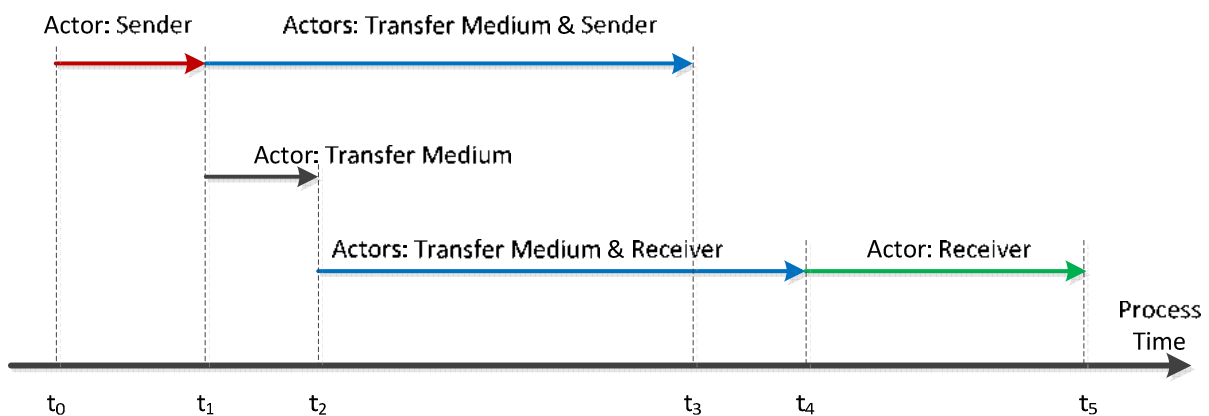 Actor: Sender
Actors: Transfer Medium & Sender
Actor: Transfer Medium
Actors: Transfer Medium & Receiver
Actor: Receiver
Process
Time
t0 t1 t2 t3 t4 t5